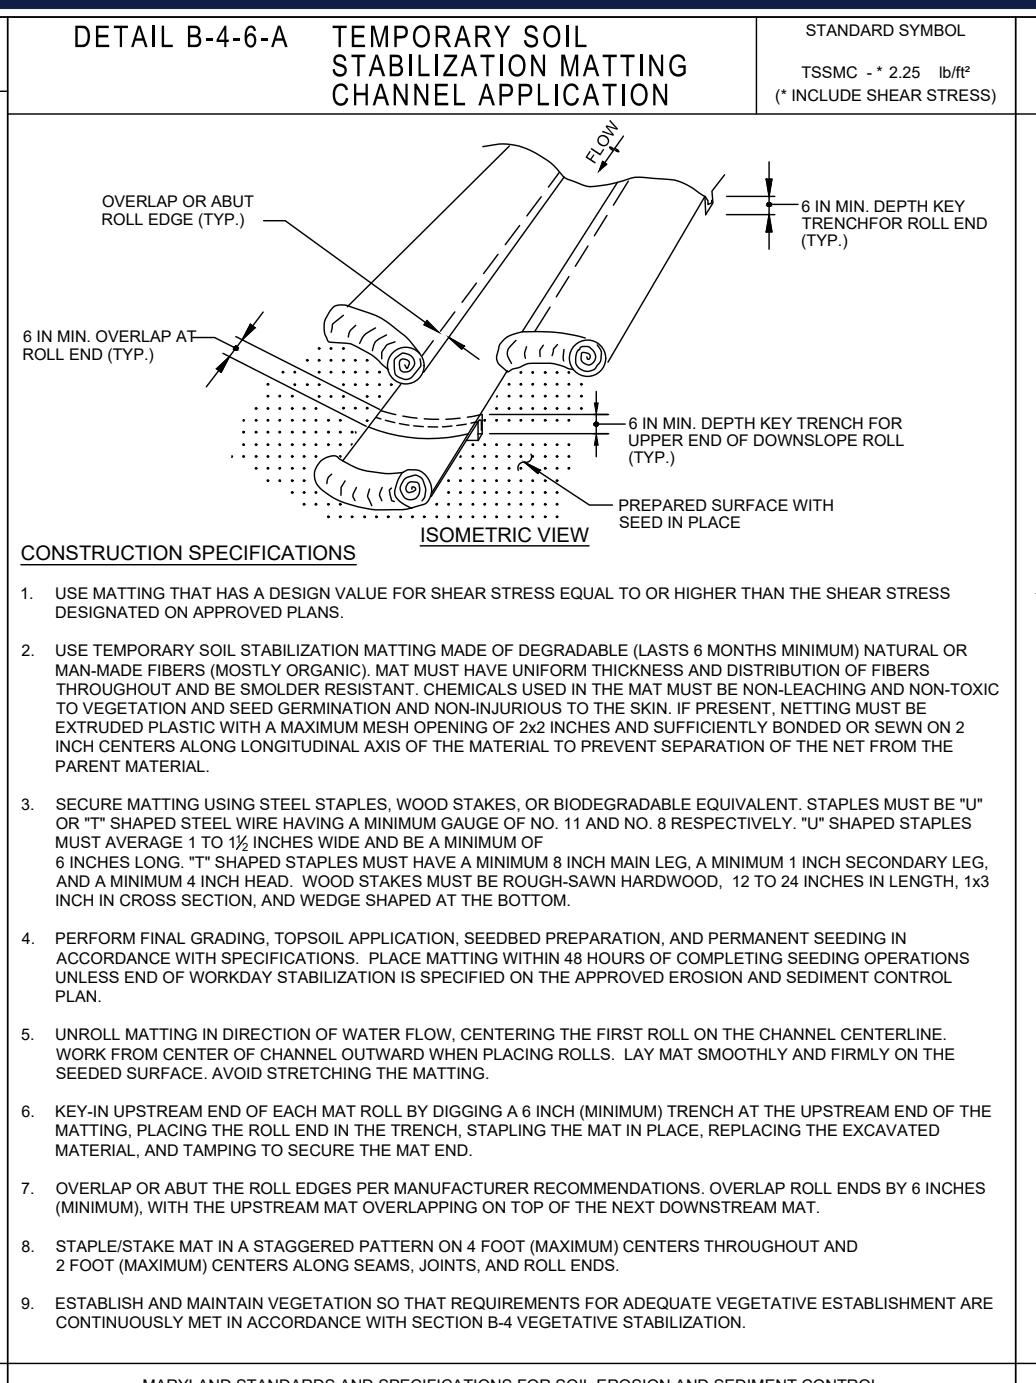 DETAIL B-4-6-A TEMPORARY SOIL
STABILIZATION MATTING
CHANNEL APPLICATION
STANDARD SYMBOL
TSSMC - * 2.25 lb/ft²
(* INCLUDE SHEAR STRESS)
FLOW
OVERLAP OR ABUT
ROLL EDGE (TYP.)
6 IN MIN. DEPTH KEY
TRENCHFOR ROLL END
(TYP.)
6 IN MIN. OVERLAP AT
ROLL END (TYP.)
6 IN MIN. DEPTH KEY TRENCH FOR
UPPER END OF DOWNSLOPE ROLL
(TYP.)
PREPARED SURFACE WITH
SEED IN PLACE
ISOMETRIC VIEW
CONSTRUCTION SPECIFICATIONS
1. USE MATTING THAT HAS A DESIGN VALUE FOR SHEAR STRESS EQUAL TO OR HIGHER THAN THE SHEAR STRESS
DESIGNATED ON APPROVED PLANS.
2. USE TEMPORARY SOIL STABILIZATION MATTING MADE OF DEGRADABLE (LASTS 6 MONTHS MINIMUM) NATURAL OR
MAN-MADE FIBERS (MOSTLY ORGANIC). MAT MUST HAVE UNIFORM THICKNESS AND DISTRIBUTION OF FIBERS
THROUGHOUT AND BE SMOLDER RESISTANT. CHEMICALS USED IN THE MAT MUST BE NON-LEACHING AND NON-TOXIC
TO VEGETATION AND SEED GERMINATION AND NON-INJURIOUS TO THE SKIN. IF PRESENT, NETTING MUST BE
EXTRUDED PLASTIC WITH A MAXIMUM MESH OPENING OF 2x2 INCHES AND SUFFICIENTLY BONDED OR SEWN ON 2
INCH CENTERS ALONG LONGITUDINAL AXIS OF THE MATERIAL TO PREVENT SEPARATION OF THE NET FROM THE
PARENT MATERIAL.
3. SECURE MATTING USING STEEL STAPLES, WOOD STAKES, OR BIODEGRADABLE EQUIVALENT. STAPLES MUST BE "U"
OR "T" SHAPED STEEL WIRE HAVING A MINIMUM GAUGE OF NO. 11 AND NO. 8 RESPECTIVELY. "U" SHAPED STAPLES
MUST AVERAGE 1 TO 1½ INCHES WIDE AND BE A MINIMUM OF
6 INCHES LONG. "T" SHAPED STAPLES MUST HAVE A MINIMUM 8 INCH MAIN LEG, A MINIMUM 1 INCH SECONDARY LEG,
AND A MINIMUM 4 INCH HEAD. WOOD STAKES MUST BE ROUGH-SAWN HARDWOOD, 12 TO 24 INCHES IN LENGTH, 1x3
INCH IN CROSS SECTION, AND WEDGE SHAPED AT THE BOTTOM.
4. PERFORM FINAL GRADING, TOPSOIL APPLICATION, SEEDBED PREPARATION, AND PERMANENT SEEDING IN
ACCORDANCE WITH SPECIFICATIONS. PLACE MATTING WITHIN 48 HOURS OF COMPLETING SEEDING OPERATIONS
UNLESS END OF WORKDAY STABILIZATION IS SPECIFIED ON THE APPROVED EROSION AND SEDIMENT CONTROL
PLAN.
5. UNROLL MATTING IN DIRECTION OF WATER FLOW, CENTERING THE FIRST ROLL ON THE CHANNEL CENTERLINE.
WORK FROM CENTER OF CHANNEL OUTWARD WHEN PLACING ROLLS. LAY MAT SMOOTHLY AND FIRMLY ON THE
SEEDED SURFACE. AVOID STRETCHING THE MATTING.
6. KEY-IN UPSTREAM END OF EACH MAT ROLL BY DIGGING A 6 INCH (MINIMUM) TRENCH AT THE UPSTREAM END OF THE
MATTING, PLACING THE ROLL END IN THE TRENCH, STAPLING THE MAT IN PLACE, REPLACING THE EXCAVATED
MATERIAL, AND TAMPING TO SECURE THE MAT END.
7. OVERLAP OR ABUT THE ROLL EDGES PER MANUFACTURER RECOMMENDATIONS. OVERLAP ROLL ENDS BY 6 INCHES
(MINIMUM), WITH THE UPSTREAM MAT OVERLAPPING ON TOP OF THE NEXT DOWNSTREAM MAT.
8. STAPLE/STAKE MAT IN A STAGGERED PATTERN ON 4 FOOT (MAXIMUM) CENTERS THROUGHOUT AND
2 FOOT (MAXIMUM) CENTERS ALONG SEAMS, JOINTS, AND ROLL ENDS.
9. ESTABLISH AND MAINTAIN VEGETATION SO THAT REQUIREMENTS FOR ADEQUATE VEGETATIVE ESTABLISHMENT ARE
CONTINUOUSLY MET IN ACCORDANCE WITH SECTION B-4 VEGETATIVE STABILIZATION.
MARYLAND STANDARDS AND SPECIFICATIONS FOR SOIL EROSION AND SEDIMENT CONTROL